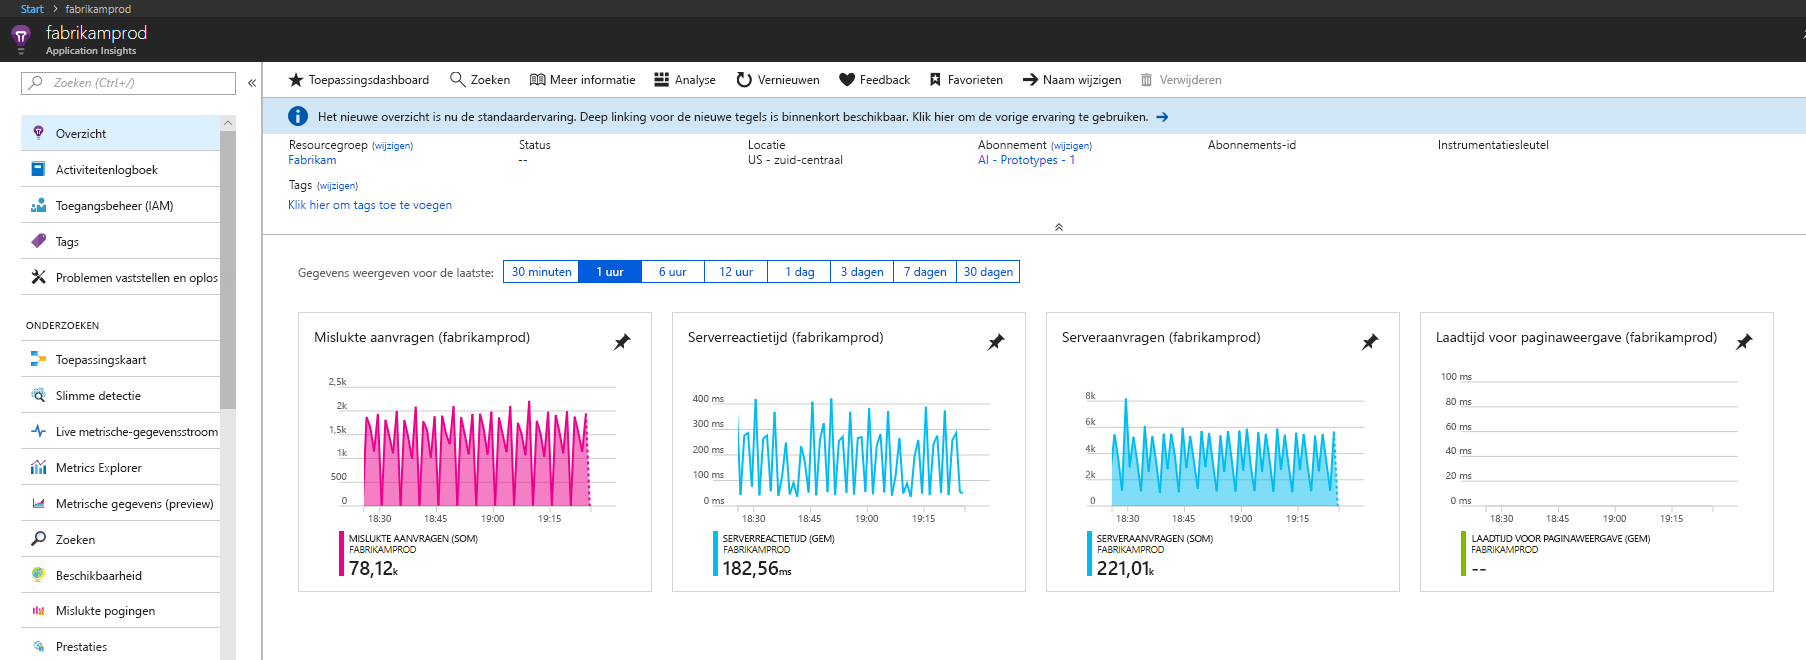 Start > fabrikamprod
fabrikamprod
Application Insights
Zoeken (Ctrl+/)
«
Overzicht
Activiteitenlogboek
Toegangsbeheer (IAM)
Tags
Problemen vaststellen en oplos
ONDERZOEKEN
Toepassingskaart
Slimme detectie
Live metrische-gegevensstroom
Metrics Explorer
Metrische gegevens (preview)
Zoeken
Beschikbaarheid
Mislukte pogingen
Prestaties
Toepassingsdashboard Zoeken Meer informatie Analyse Vernieuwen Feedback Favorieten Naam wijzigen Verwijderen
Het nieuwe overzicht is nu de standaardervaring. Deep linking voor de nieuwe tegels is binnenkort beschikbaar. Klik hier om de vorige ervaring te gebruiken. →
Resourcegroep (wijzigen)
Fabrikam
Status
--
Locatie
US - zuid-centraal
Abonnement (wijzigen)
AI - Prototypes - 1
Abonnements-id
Instrumentatiesleutel
Tags (wijzigen)
Klik hier om tags toe te voegen
Gegevens weergeven voor de laatste: 30 minuten 1 uur 6 uur 12 uur 1 dag 3 dagen 7 dagen 30 dagen
Mislukte aanvragen (fabrikamprod)
2,5k
2k
1,5k
1k
500
0
18:30 18:45 19:00 19:15
MISLUKTE AANVRAGEN (SOM)
FABRIKAMPROD
78,12k
Serverreactietijd (fabrikamprod)
400 ms
300 ms
200 ms
100 ms
0 ms
18:30 18:45 19:00 19:15
SERVERREACTIETIJD (GEM)
FABRIKAMPROD
182,56ms
Serveraanvragen (fabrikamprod)
8k
6k
4k
2k
0
18:30 18:45 19:00 19:15
SERVERAANVRAGEN (SOM)
FABRIKAMPROD
221,01k
Laadtijd voor paginaweergave (fabrikamprod)
100 ms
80 ms
60 ms
40 ms
20 ms
0 ms
18:30 18:45 19:00 19:15
LAADTIJD VOOR PAGINAWEERGAVE (GEM)
FABRIKAMPROD
--